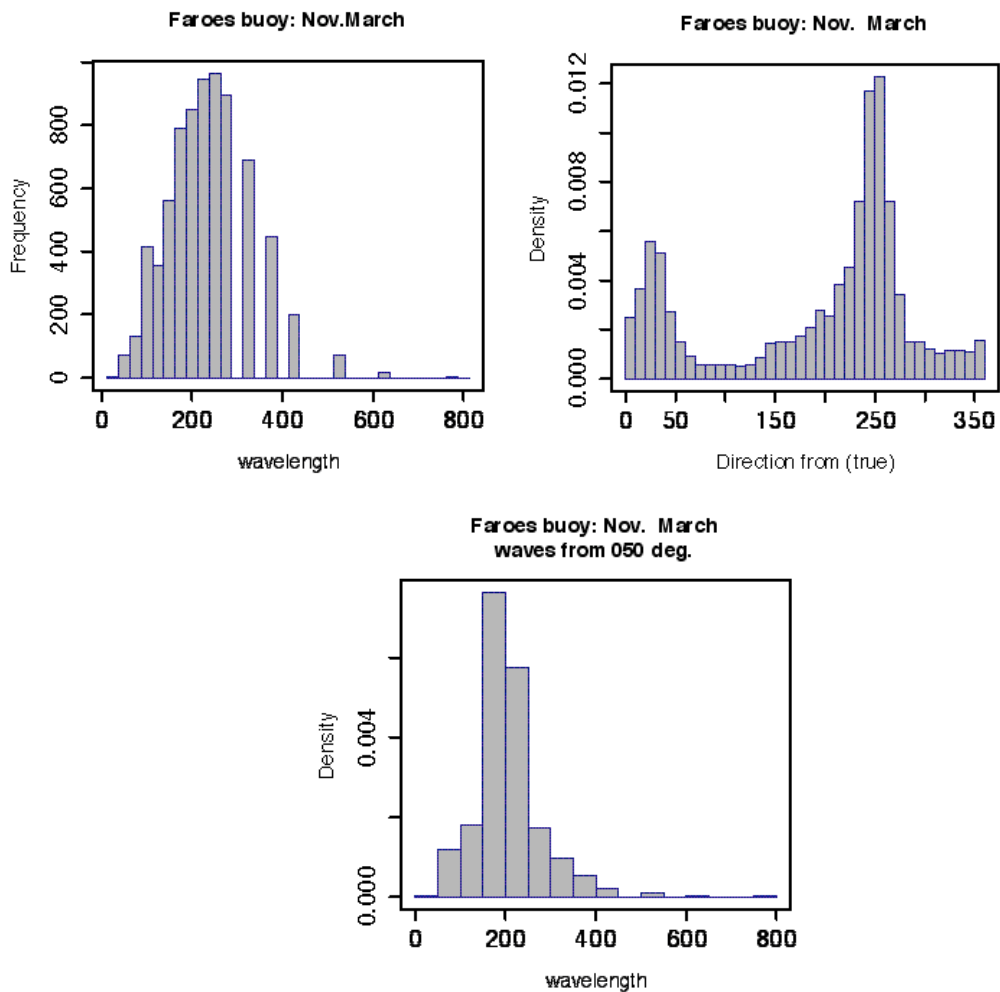 Faroes buoy: Nov.March
Frequency
800
600
400
200
0
0 200 400 600 800
wavelength
Faroes buoy: Nov. March
Density
0.012
0.008
0.004
0.000
0 50 150 250 350
Direction from (true)
Faroes buoy: Nov. March
waves from 050 deg.
Density
0.004
0.000
0 200 400 600 800
wavelength